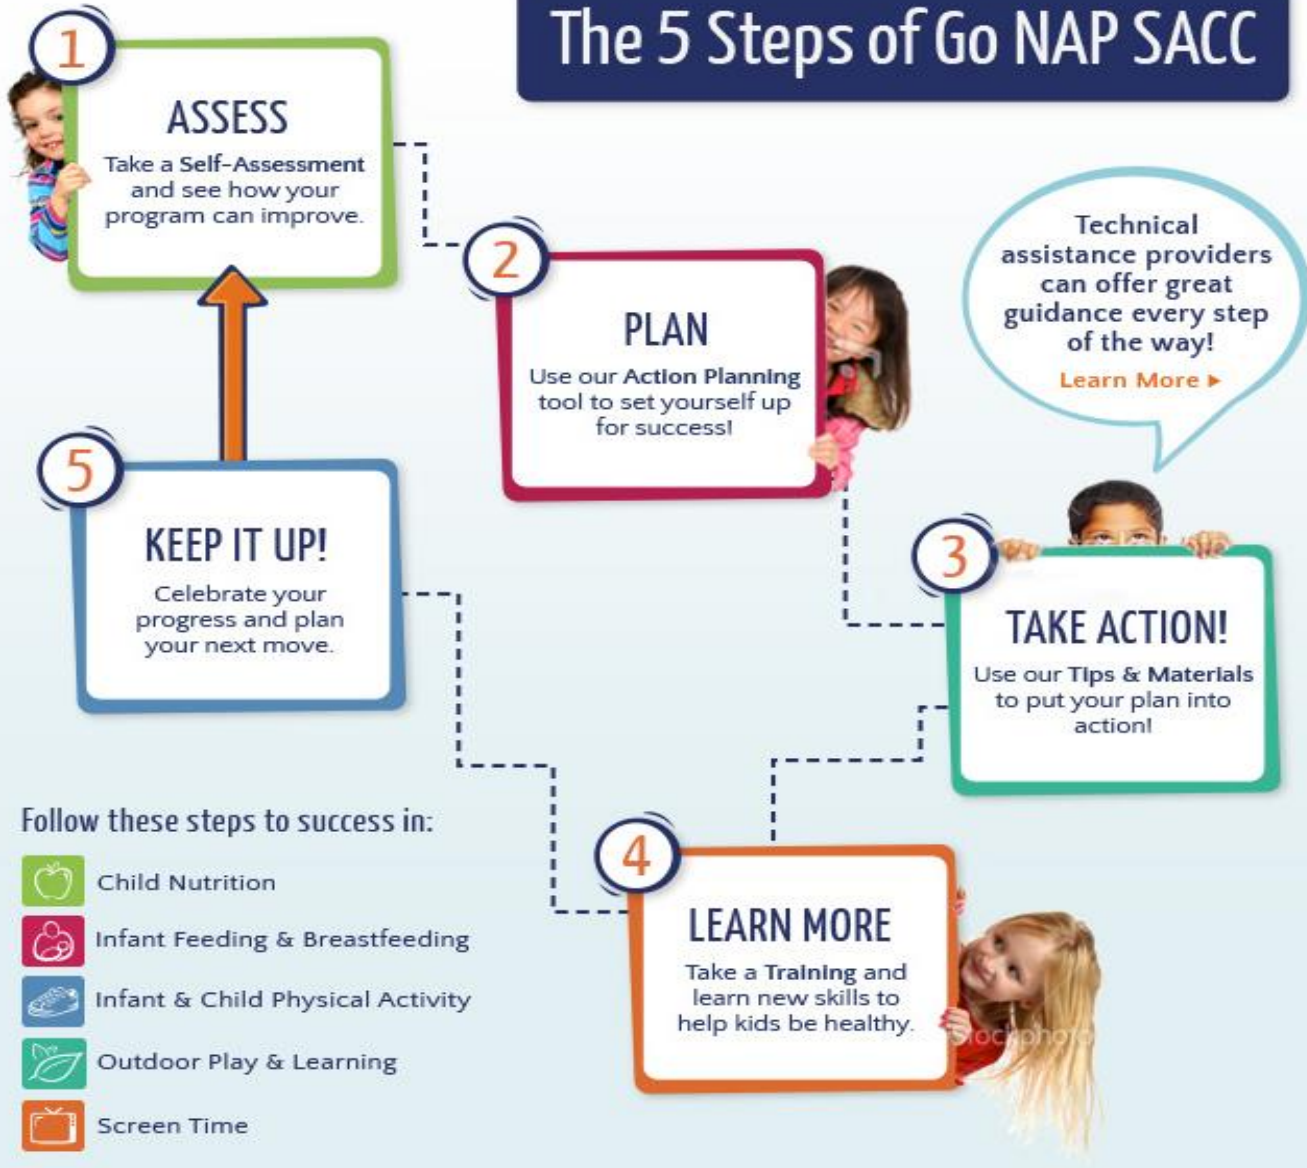 The 5 Steps of Go NAP SACC
1
ASSESS
Take a Self-Assessment
and see how your
program can improve.
2
PLAN
Use our Action Planning
tool to set yourself up
for success!
Technical
assistance providers
can offer great
guidance every step
of the way!
Learn More ▶
3
TAKE ACTION!
Use our Tips & Materials
to put your plan into
action!
4
LEARN MORE
Take a Training and
learn new skills to
help kids be healthy.
5
KEEP IT UP!
Celebrate your
progress and plan
your next move.
Follow these steps to success in:
Child Nutrition
Infant Feeding & Breastfeeding
Infant & Child Physical Activity
Outdoor Play & Learning
Screen Time